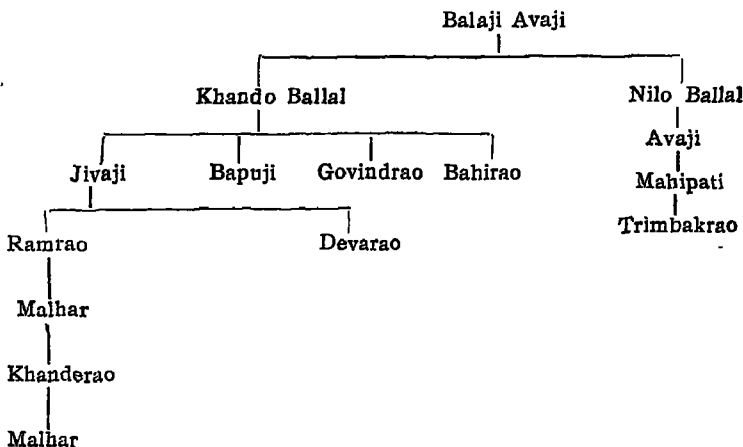 Balaji Avaji
Khando Ballal Nilo Ballal
Avaji
Jivaji Bapuji Govindrao Bahirao
Mahipati
Trimbakrao
Ramrao Devarao
Malhar
Khanderao
Malhar